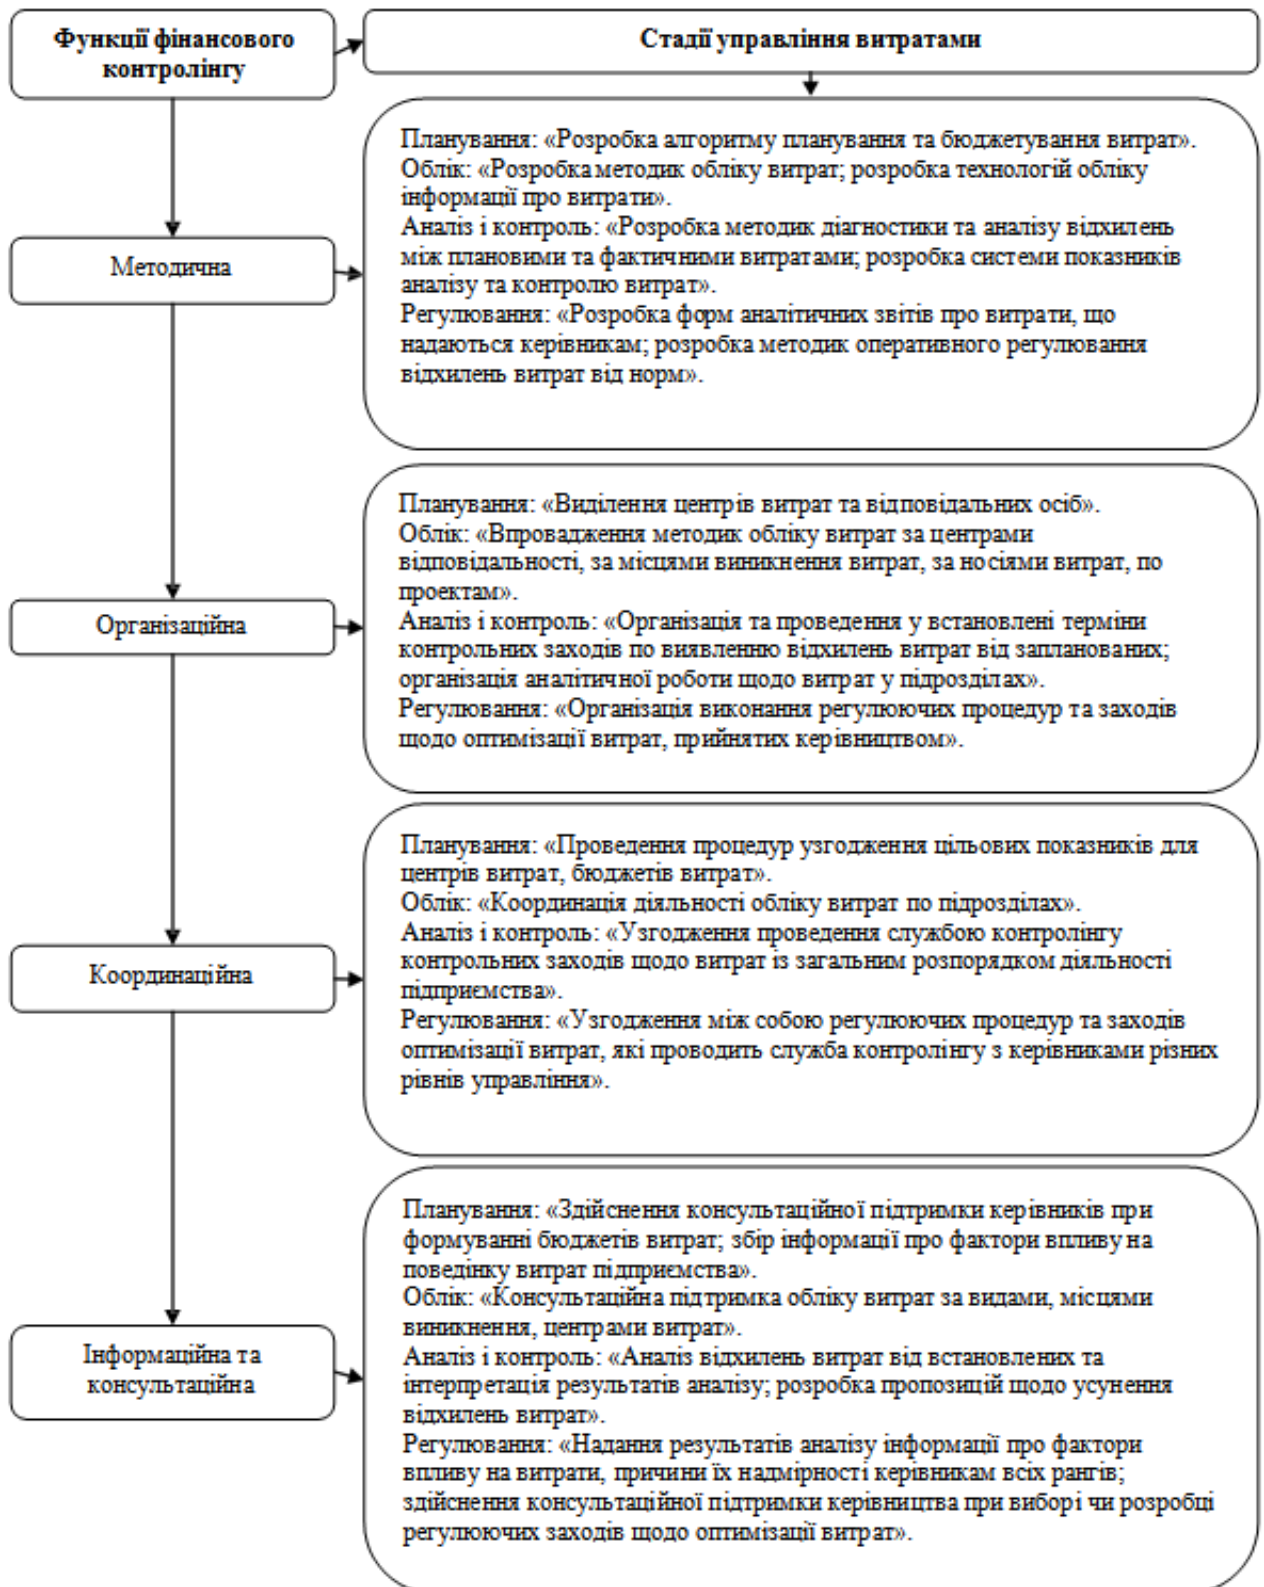 Функції фінансового
контролінгу
Стадії управління витратами
Методична
Планування: «Розробка алгоритму планування та бюджетування витрат».
Облік: «Розробка методик обліку витрат; розробка технологій обліку
інформації про витрати».
Аналіз і контроль: «Розробка методик діагностики та аналізу відхилень
між плановими та фактичними витратами; розробка системи показників
аналізу та контролю витрат».
Регулювання: «Розробка форм аналітичних звітів про витрати, що
надаються керівникам; розробка методик оперативного регулювання
відхилень витрат від норм».
Організаційна
Планування: «Виділення центрів витрат та відповідальних осіб».
Облік: «Впровадження методик обліку витрат за центрами
відповідальності, за місцями виникнення витрат, за носіями витрат, по
проектам».
Аналіз і контроль: «Організація та проведення у встановлені терміни
контрольних заходів по виявленню відхилень витрат від запланованих;
організація аналітичної роботи щодо витрат у підрозділах».
Регулювання: «Організація виконання регулюючих процедур та заходів
щодо оптимізації витрат, прийнятих керівництвом».
Координаційна
Планування: «Проведення процедур узгодження цільових показників для
центрів витрат, бюджетів витрат».
Облік: «Координація діяльності обліку витрат по підрозділах».
Аналіз і контроль: «Узгодження проведення службою контролінгу
контрольних заходів щодо витрат із загальним розпорядком діяльності
підприємства».
Регулювання: «Узгодження між собою регулюючих процедур та заходів
оптимізації витрат, які проводить служба контролінгу з керівниками різних
рівнів управління».
Інформаційна та
консультаційна
Планування: «Здійснення консультаційної підтримки керівників при
формуванні бюджетів витрат; збір інформації про фактори впливу на
поведінку витрат підприємства».
Облік: «Консультаційна підтримка обліку витрат за видами, місцями
виникнення, центрами витрат».
Аналіз і контроль: «Аналіз відхилень витрат від встановлених та
інтерпретація результатів аналізу; розробка пропозицій щодо усунення
відхилень витрат».
Регулювання: «Надання результатів аналізу інформації про фактори
впливу на витрати, причини їх надмірності керівникам всіх рангів;
здійснення консультаційної підтримки керівництва при виборі чи розробці
регулюючих заходів щодо оптимізації витрат».